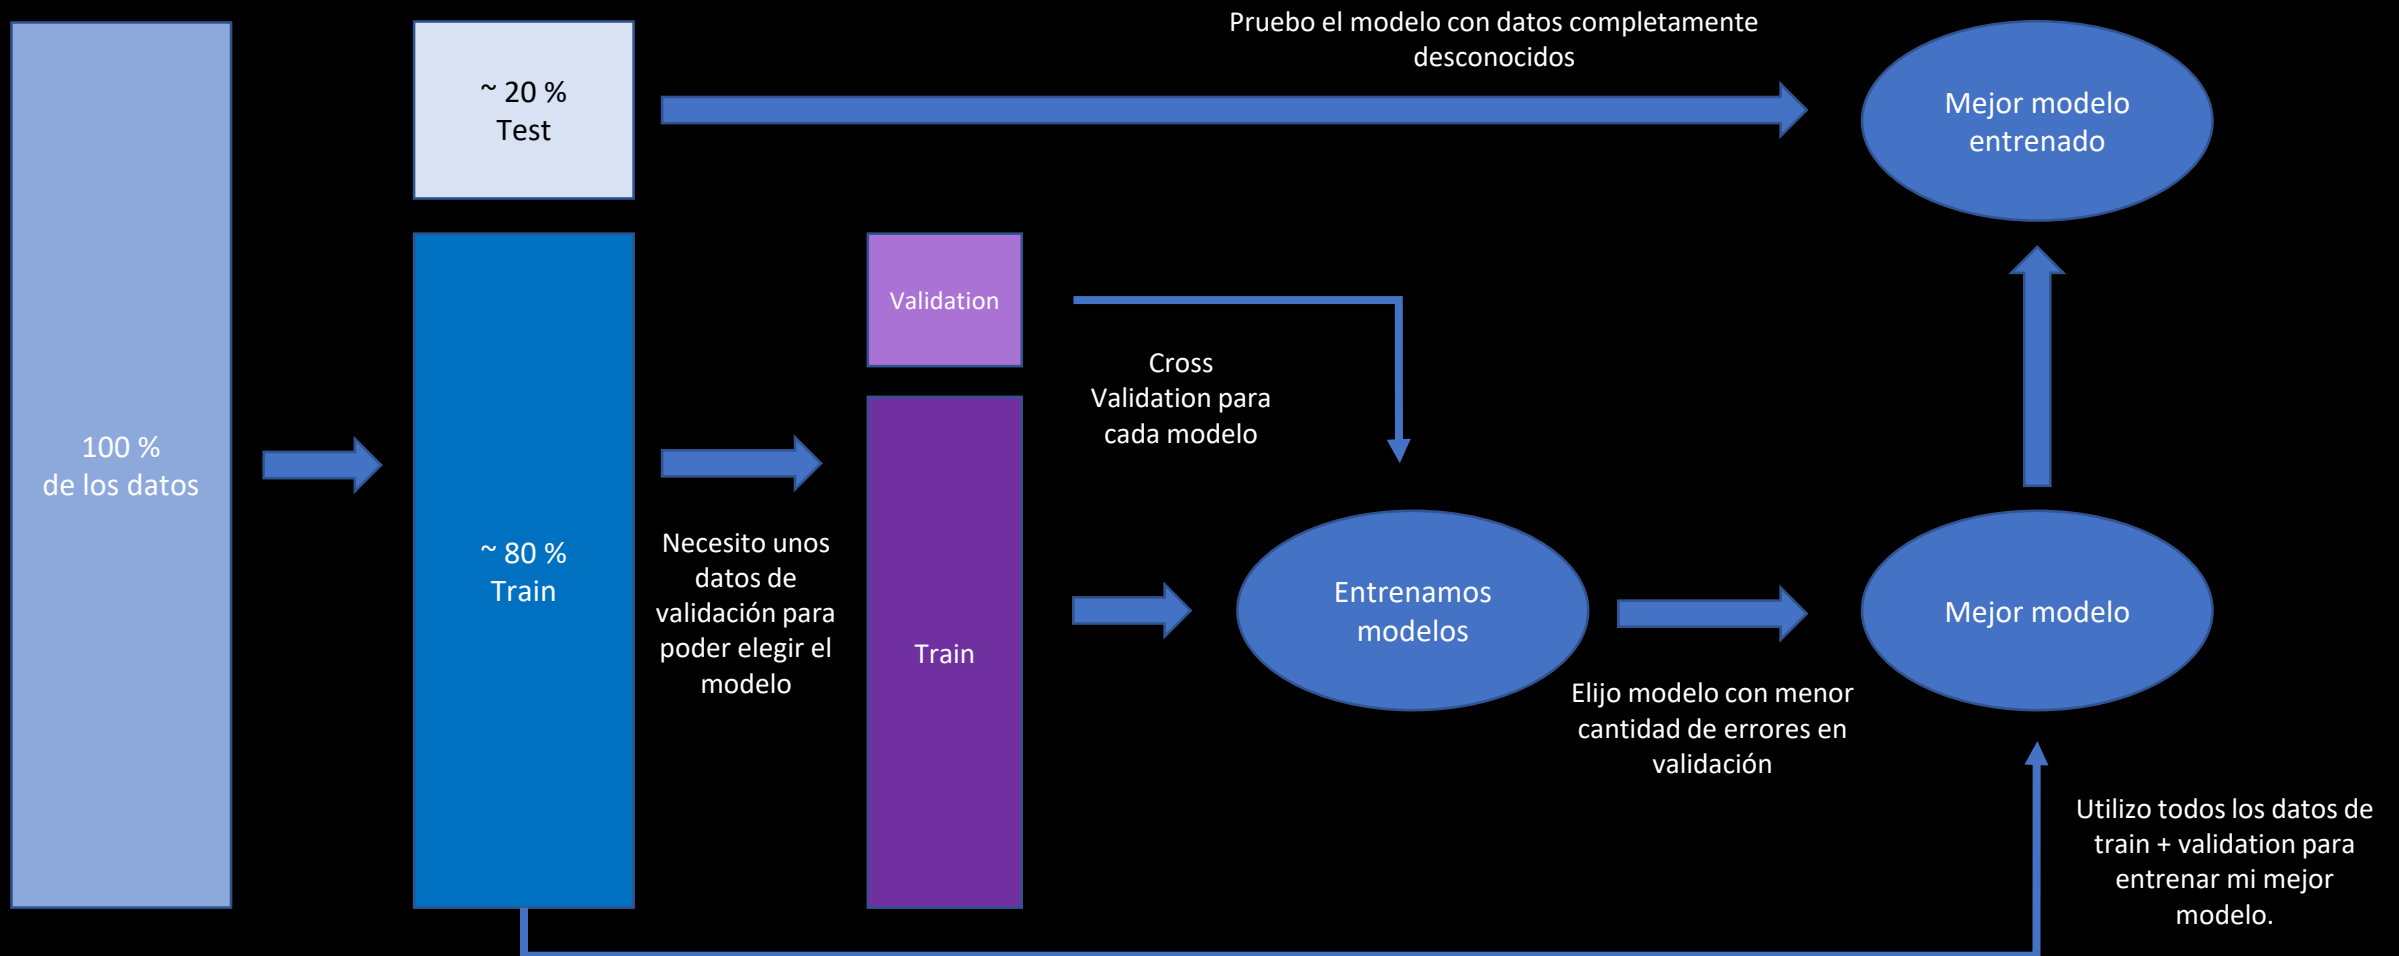 100 %
de los datos
~ 20 %
Test
~ 80 %
Train
Necesito unos
datos de
validación para
poder elegir el
modelo
Validation
Train
Cross
Validation para
cada modelo
Entrenamos
modelos
Elijo modelo con menor
cantidad de errores en
validación
Mejor modelo
Utilizo todos los datos de
train + validation para
entrenar mi mejor
modelo.
Pruebo el modelo con datos completamente
desconocidos
Mejor modelo
entrenado